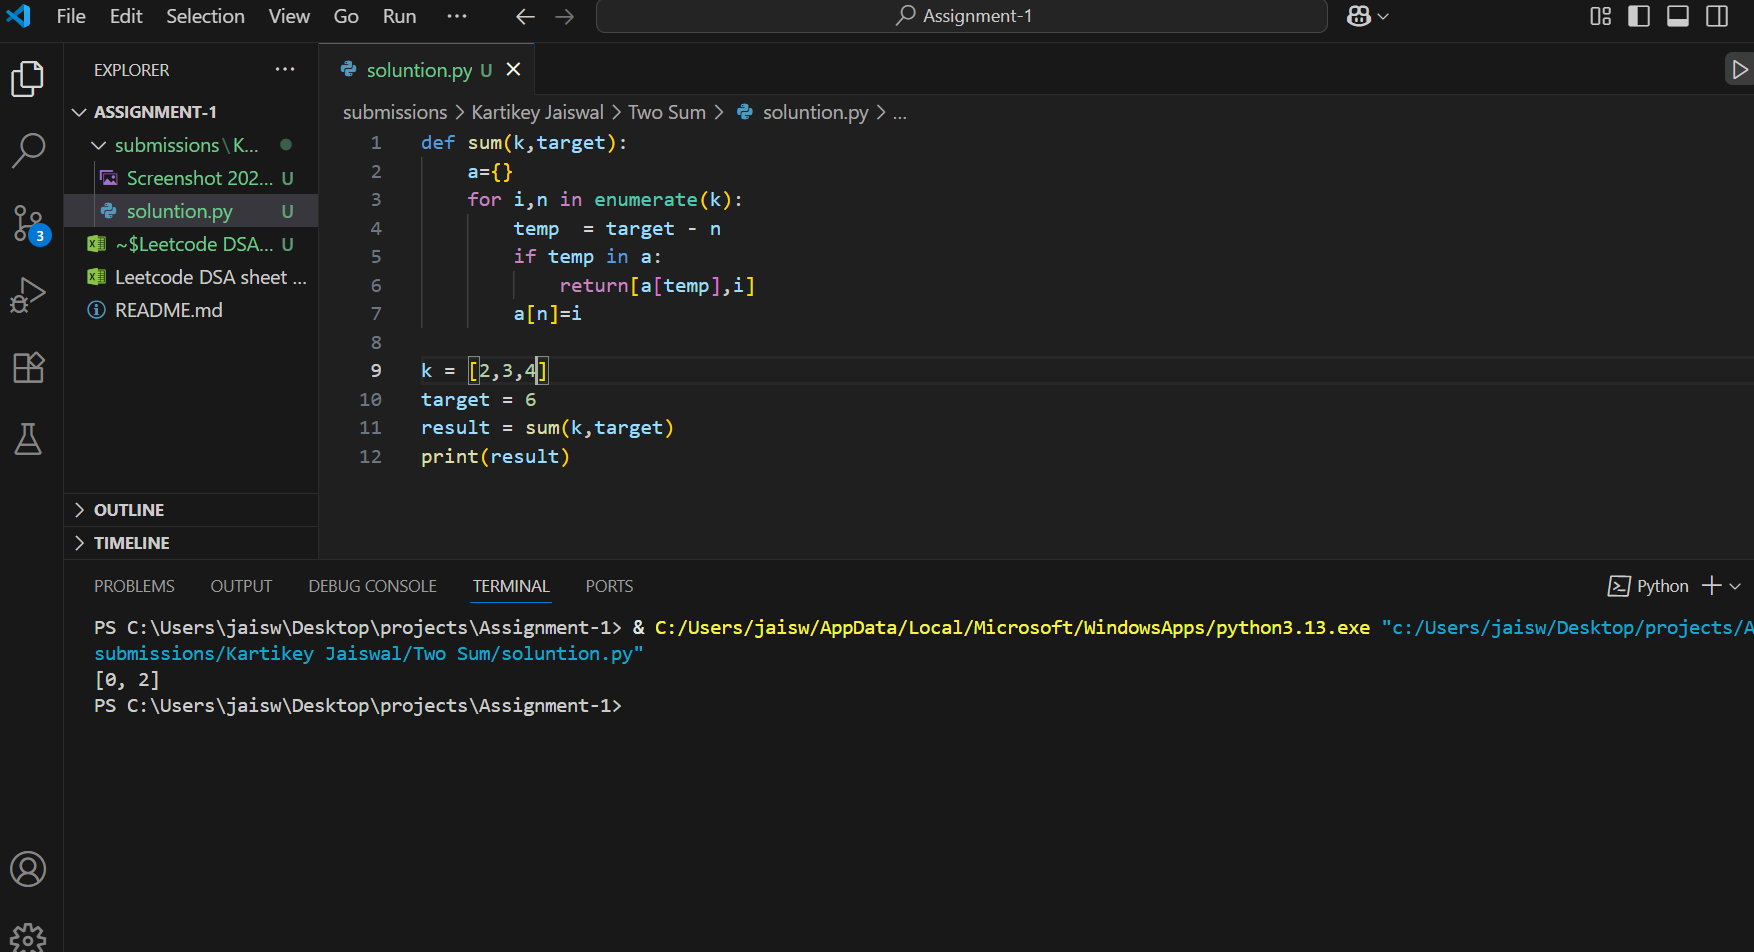 File Edit Selection View Go Run ...
Assignment-1
EXPLORER ...
ASSIGNMENT-1
submissions\K...
Screenshot 202... U
soluntion.py U
~$Leetcode DSA... U
Leetcode DSA sheet ...
README.md
OUTLINE
TIMELINE
3
soluntion.py U
submissions > Kartikey Jaiswal > Two Sum > soluntion.py > ...
1 def sum(k,target):
2     a={}
3     for i,n in enumerate(k):
4         temp  = target - n
5         if temp in a:
6             return[a[temp],i]
7         a[n]=i
8
9 k = [2,3,4]
10 target = 6
11 result = sum(k,target)
12 print(result)
PROBLEMS OUTPUT DEBUG CONSOLE TERMINAL PORTS
Python
PS C:\Users\jaisw\Desktop\projects\Assignment-1> & C:/Users/jaisw/AppData/Local/Microsoft/WindowsApps/python3.13.exe "c:/Users/jaisw/Desktop/projects/A
submissions/Kartikey Jaiswal/Two Sum/soluntion.py"
[0, 2]
PS C:\Users\jaisw\Desktop\projects\Assignment-1>